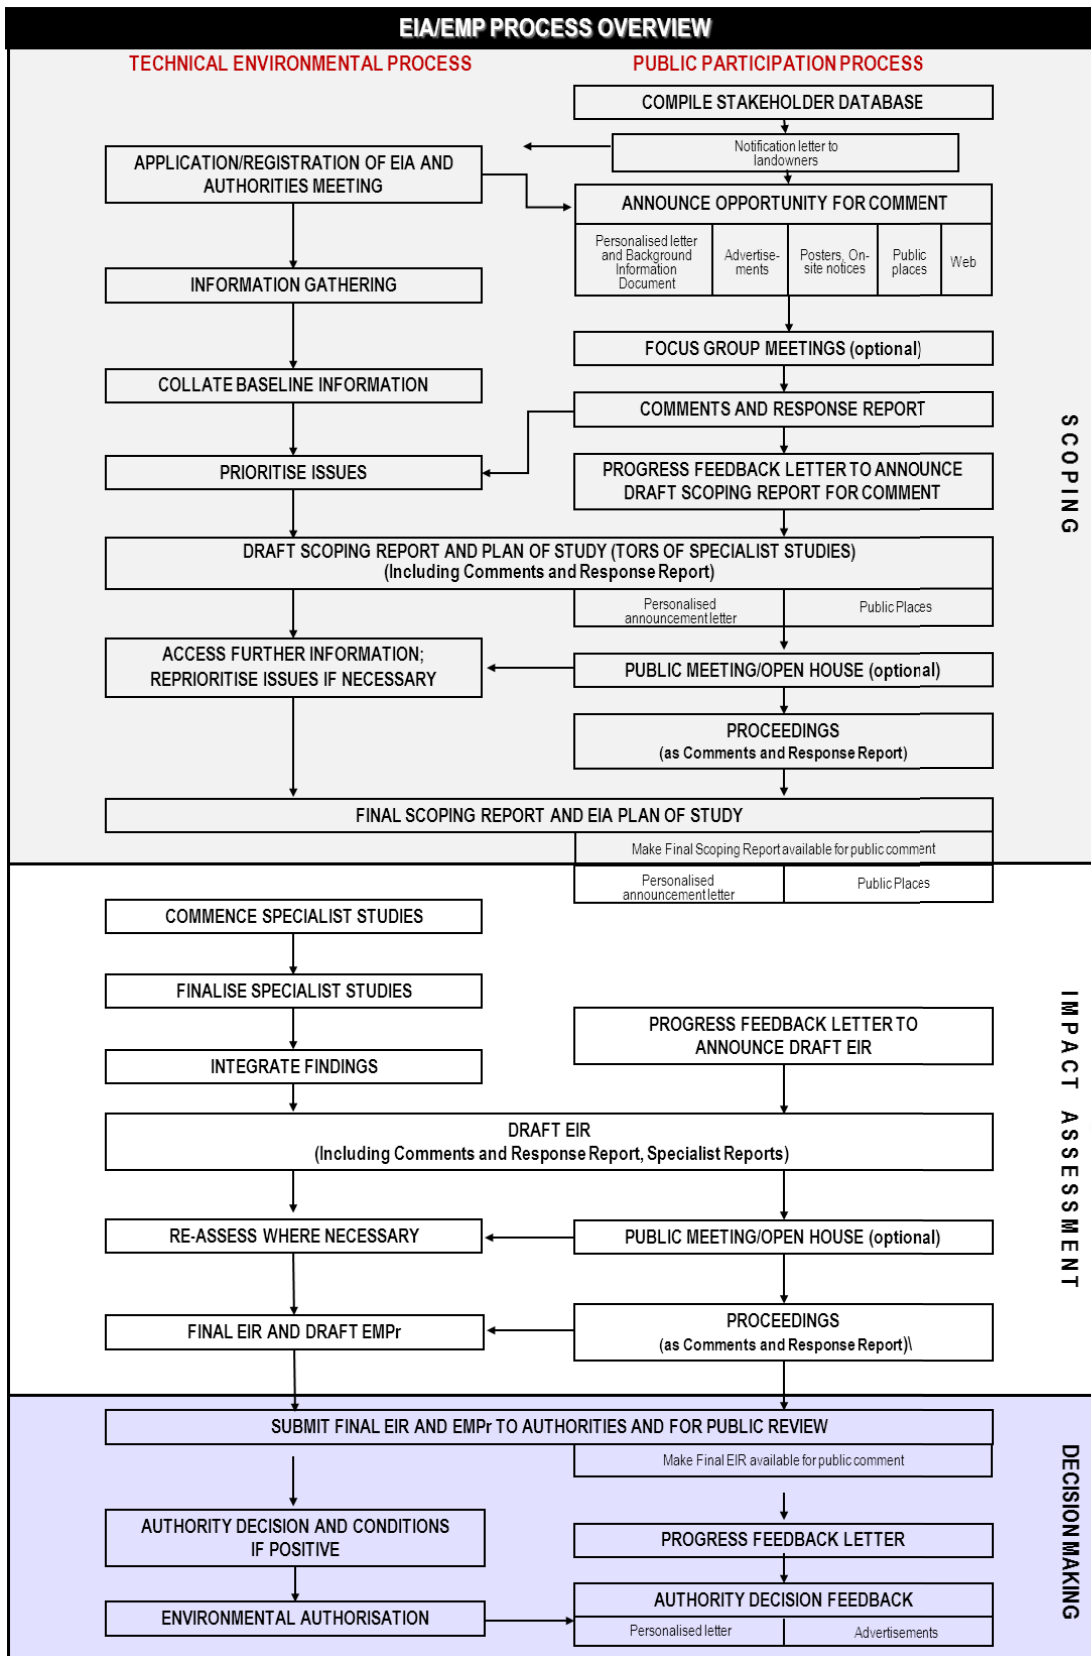 EIA/EMP PROCESS OVERVIEW
TECHNICAL ENVIRONMENTAL PROCESS
PUBLIC PARTICIPATION PROCESS
COMPILE STAKEHOLDER DATABASE
Notification letter to
landowners
APPLICATION/REGISTRATION OF EIA AND
AUTHORITIES MEETING
ANNOUNCE OPPORTUNITY FOR COMMENT
Personalised letter
and Background
Information
Document
Advertise-
ments
Posters, On-
site notices
Public
places
Web
INFORMATION GATHERING
FOCUS GROUP MEETINGS (optional)
COLLATE BASELINE INFORMATION
COMMENTS AND RESPONSE REPORT
PRIORITISE ISSUES
PROGRESS FEEDBACK LETTER TO ANNOUNCE
DRAFT SCOPING REPORT FOR COMMENT
SCOPING
DRAFT SCOPING REPORT AND PLAN OF STUDY (TORS OF SPECIALIST STUDIES)
(Including Comments and Response Report)
Personalised
announcement letter
Public Places
ACCESS FURTHER INFORMATION;
REPRIORITISE ISSUES IF NECESSARY
PUBLIC MEETING/OPEN HOUSE (optional)
PROCEEDINGS
(as Comments and Response Report)
FINAL SCOPING REPORT AND EIA PLAN OF STUDY
Make Final Scoping Report available for public comment
Personalised
announcement letter
Public Places
COMMENCE SPECIALIST STUDIES
FINALISE SPECIALIST STUDIES
PROGRESS FEEDBACK LETTER TO
ANNOUNCE DRAFT EIR
INTEGRATE FINDINGS
IMPACT ASSESSMENT
DRAFT EIR
(Including Comments and Response Report, Specialist Reports)
RE-ASSESS WHERE NECESSARY
PUBLIC MEETING/OPEN HOUSE (optional)
FINAL EIR AND DRAFT EMPr
PROCEEDINGS
(as Comments and Response Report)\
SUBMIT FINAL EIR AND EMPr TO AUTHORITIES AND FOR PUBLIC REVIEW
Make Final EIR available for public comment
DECISION MAKING
AUTHORITY DECISION AND CONDITIONS
IF POSITIVE
PROGRESS FEEDBACK LETTER
ENVIRONMENTAL AUTHORISATION
AUTHORITY DECISION FEEDBACK
Personalised letter
Advertisements